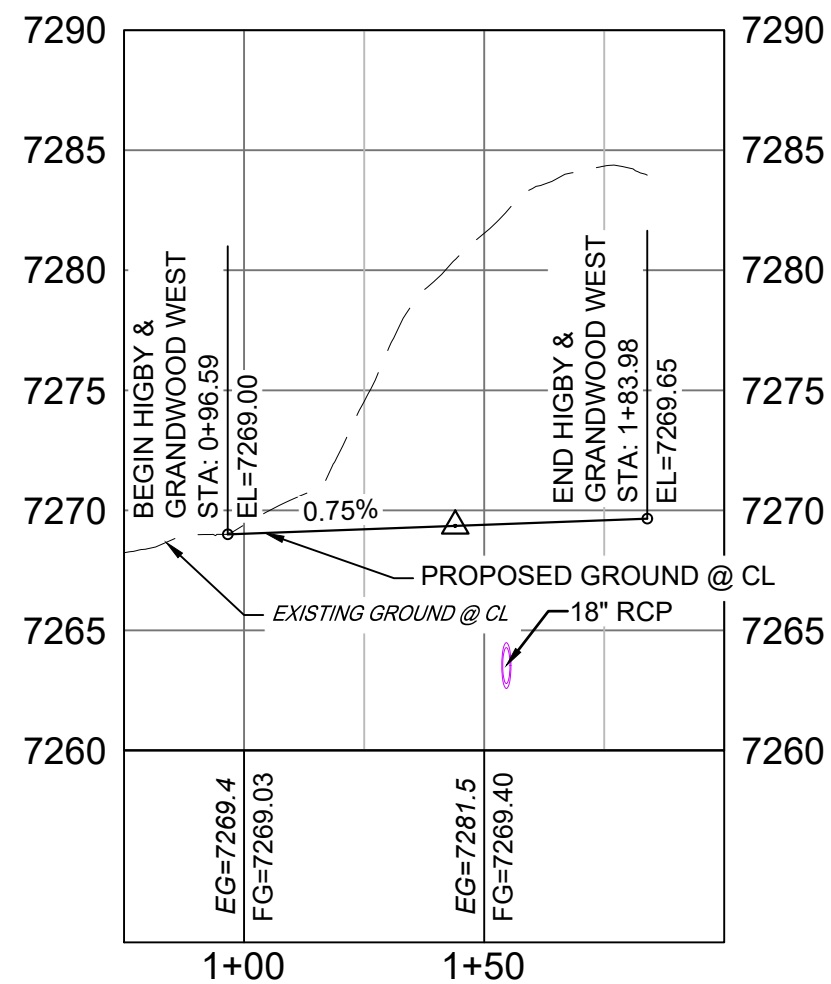 7290
7290
7285
7285
7280
7280
7275
7275
7270
7270
7265
7265
7260
7260
BEGIN HIGBY &
GRANDWOOD WEST
STA: 0+96.59
EL=7269.00
END HIGBY &
GRANDWOOD WEST
STA: 1+83.98
EL=7269.65
0.75%
PROPOSED GROUND @ CL
EXISTING GROUND @ CL
18" RCP
EG=7269.4
FG=7269.03
EG=7281.5
FG=7269.40
1+00
1+50